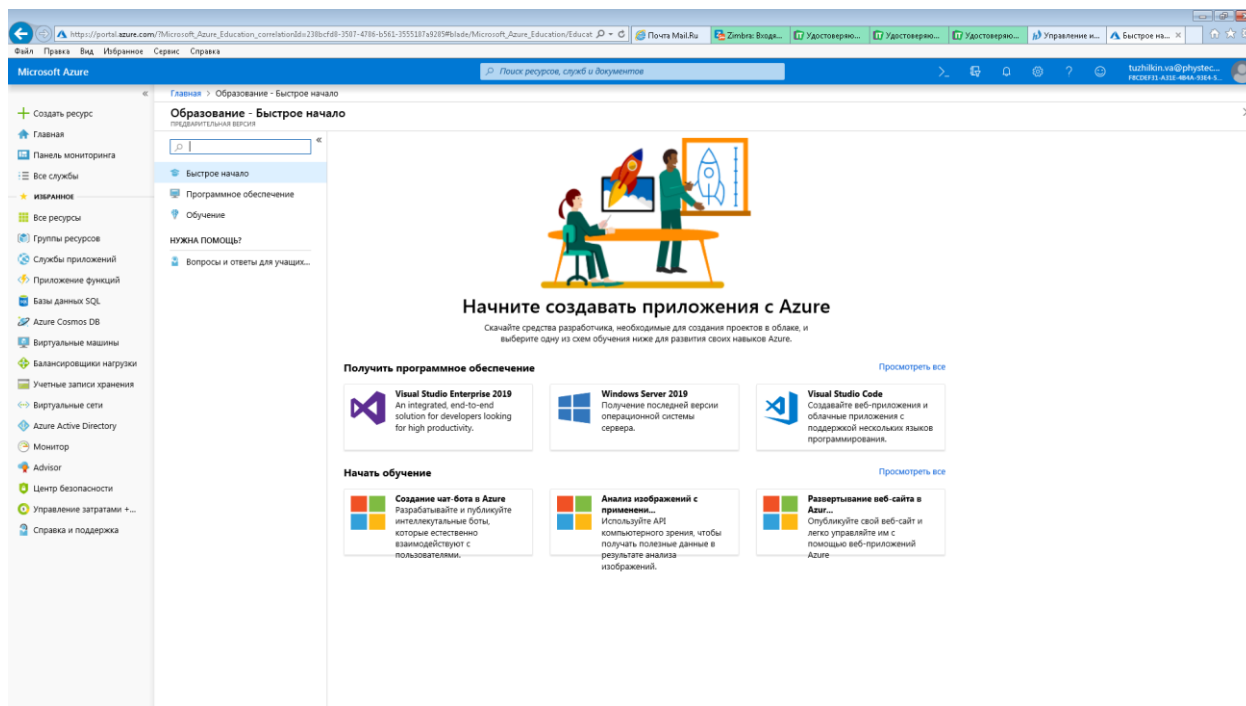 https://portal.azure.com/?Microsoft_Azure_Education_correlationId=238bcfd8-3507-4786-b561-3555187a9285#blade/Microsoft_Azure_Education/Educat
Почта Mail.Ru
Zimbra: Входя...
Удостоверяю...
Удостоверяю...
Удостоверяю...
Управление и...
Быстрое на...
Файл Правка Вид Избранное Сервис Справка
Microsoft Azure
Поиск ресурсов, служб и документов
tuzhilkin.va@phystec...
Главная > Образование - Быстрое начало
Образование - Быстрое начало
ПРЕДВАРИТЕЛЬНАЯ ВЕРСИЯ
Создать ресурс
Главная
Панель мониторинга
Все службы
ИЗБРАННОЕ
Все ресурсы
Группы ресурсов
Службы приложений
Приложение функций
Базы данных SQL
Azure Cosmos DB
Виртуальные машины
Балансировщики нагрузки
Учетные записи хранения
Виртуальные сети
Azure Active Directory
Монитор
Advisor
Центр безопасности
Управление затратами +...
Справка и поддержка
Быстрое начало
Программное обеспечение
Обучение
НУЖНА ПОМОЩЬ?
Вопросы и ответы для учащих...
Начните создавать приложения с Azure
Скачайте средства разработчика, необходимые для создания проектов в облаке, и
выберите одну из схем обучения ниже для развития своих навыков Azure.
Получить программное обеспечение
Просмотреть все
Visual Studio Enterprise 2019
An integrated, end-to-end
solution for developers looking
for high productivity.
Windows Server 2019
Получение последней версии
операционной системы
сервера.
Visual Studio Code
Создавайте веб-приложения и
облачные приложения с
поддержкой нескольких языков
программирования.
Начать обучение
Просмотреть все
Создание чат-бота в Azure
Разрабатывайте и публикуйте
интеллектуальные боты,
которые естественно
взаимодействуют с
пользователями.
Анализ изображений с
применени...
Используйте API
компьютерного зрения, чтобы
получать полезные данные в
результате анализа
изображений.
Развертывание веб-сайта в
Azur...
Опубликуйте свой веб-сайт и
легко управляйте им с
помощью веб-приложений
Azure